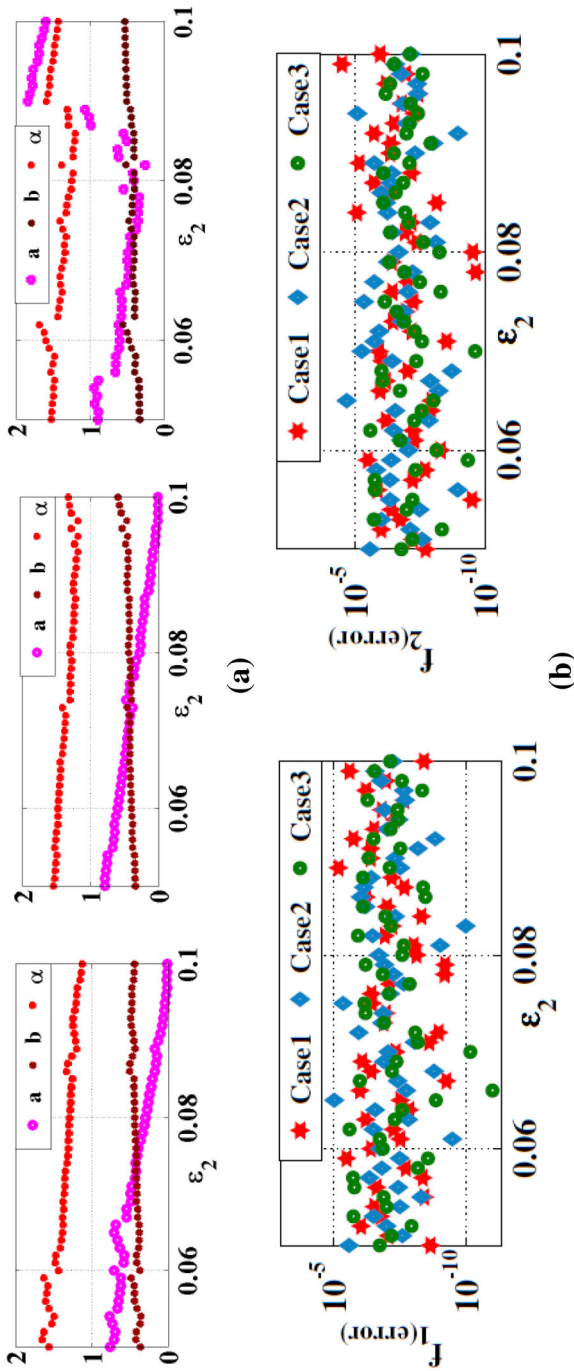 a b α
2
1
0
0.06 0.08 0.1
ε₂
a b α
2
1
0
0.06 0.08 0.1
ε₂
a b α
2
1
0
0.06 0.08 0.1
ε₂
(a)
Case1 Case2 Case3
f₁(error)
10⁻⁵
10⁻¹⁰
0.06 0.08 0.1
ε₂
Case1 Case2 Case3
f₂(error)
10⁻⁵
10⁻¹⁰
0.06 0.08 0.1
ε₂
(b)